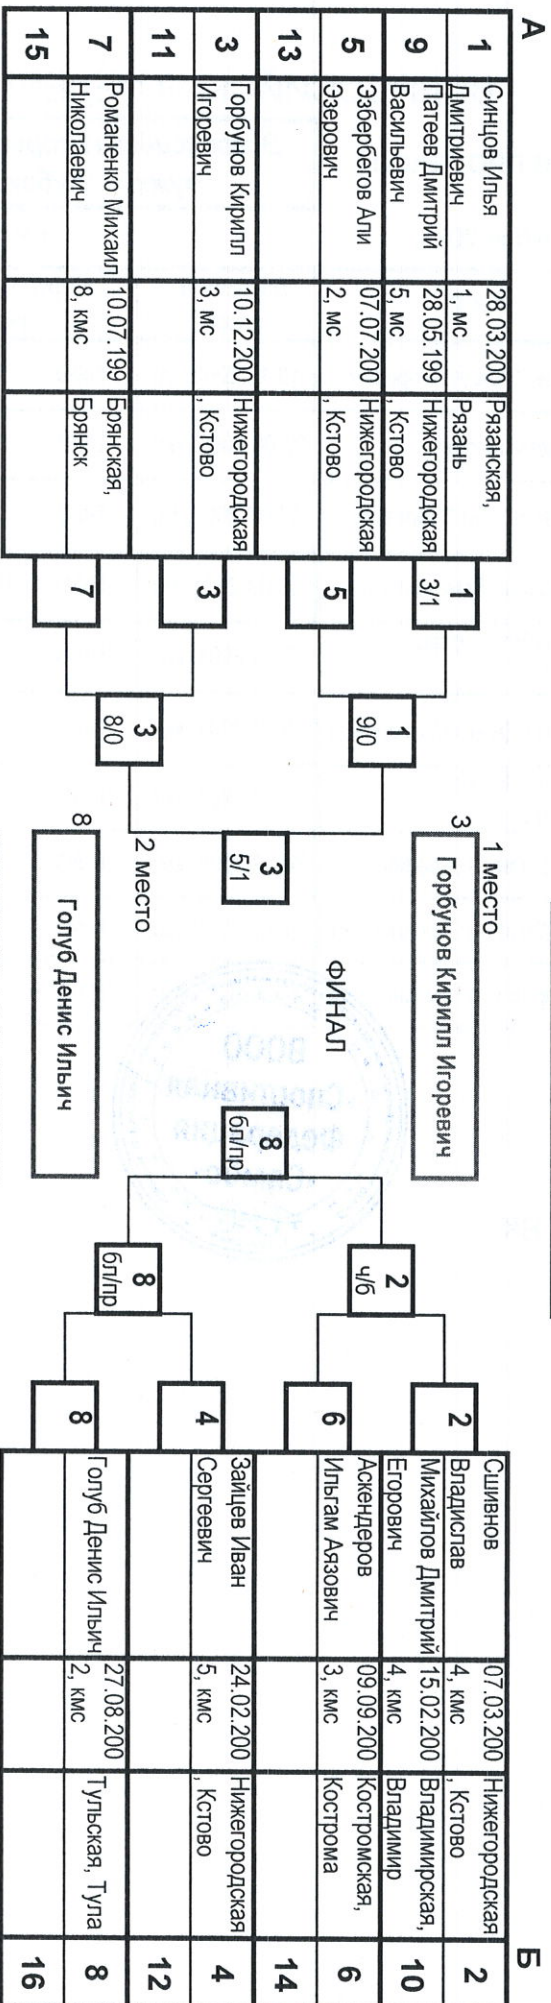 А
1
Синцов Илья
Дмитриевич
28.03.200
1, мс
Рязанская,
Рязань
9
Патеев Дмитрий
Васильевич
28.05.199
5, мс
Нижегородская
, Кстово
5
Эзбербегов Али
Эзерович
07.07.200
2, мс
Нижегородская
, Кстово
13
3
Горбунов Кирилл
Игоревич
10.12.200
3, мс
Нижегородская
, Кстово
11
7
Романенко Михаил
Николаевич
10.07.199
8, кмс
Брянская,
Брянск
15
1
3/1
5
3
7
1
9/0
3
8/0
3
5/1
1 место
3
Горбунов Кирилл Игоревич
ФИНАЛ
2 место
8
Голуб Денис Ильич
ВООО
8
бл/пр
2
ч/б
8
бл/пр
2
6
4
8
Сшивнов
Владислав
07.03.200
4, кмс
Нижегородская
, Кстово
2
Михайлов Дмитрий
Егорович
15.02.200
4, кмс
Владимирская,
Владимир
10
Аскендеров
Ильгам Аязович
09.09.200
3, кмс
Костромская,
Кострома
6
14
Зайцев Иван
Сергеевич
24.02.200
5, кмс
Нижегородская
, Кстово
4
12
Голуб Денис Ильич
27.08.200
2, кмс
Тульская, Тула
8
16
Б